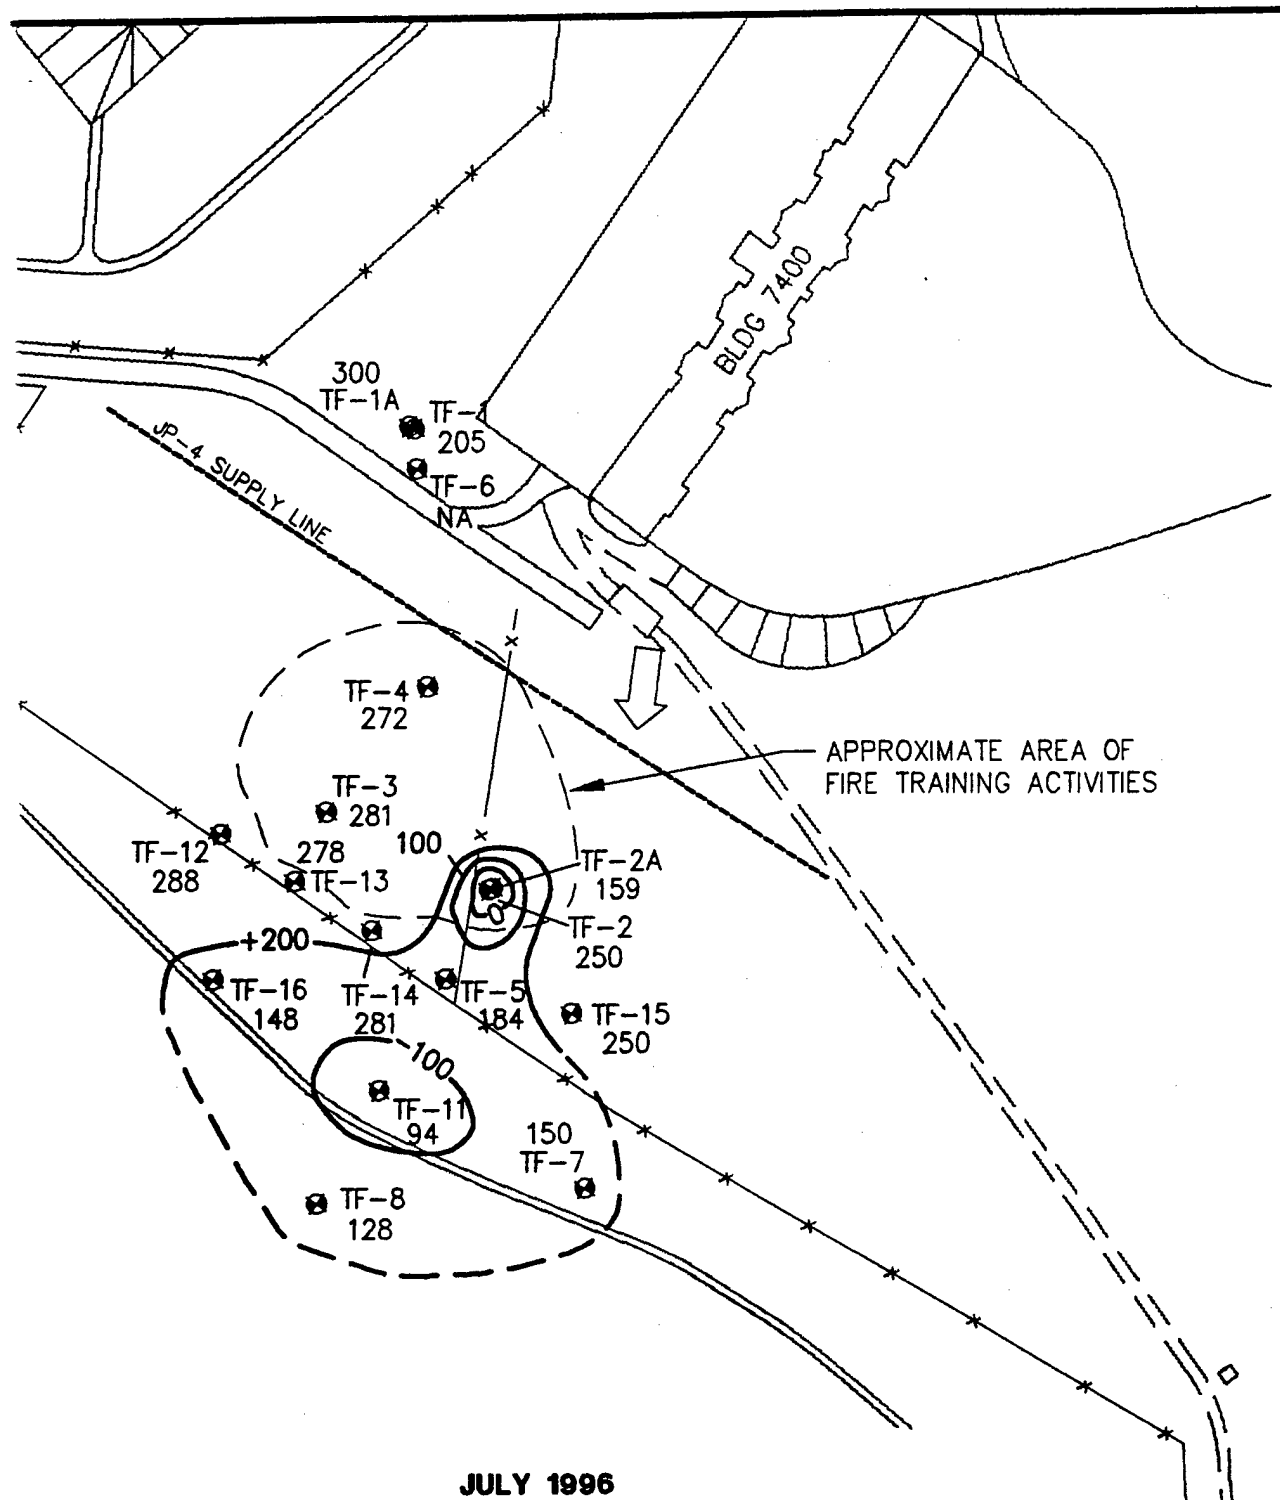 BLDG 7400
300
TF-1A
TF-1
205
TF-6
NA
JP-4 SUPPLY LINE
TF-4
272
APPROXIMATE AREA OF
FIRE TRAINING ACTIVITIES
TF-3
281
100
TF-12
288
278
TF-13
TF-2A
159
TF-2
250
+200
TF-16
148
TF-14
281
TF-5
184
TF-15
250
-100
TF-11
94
150
TF-7
TF-8
128
JULY 1996